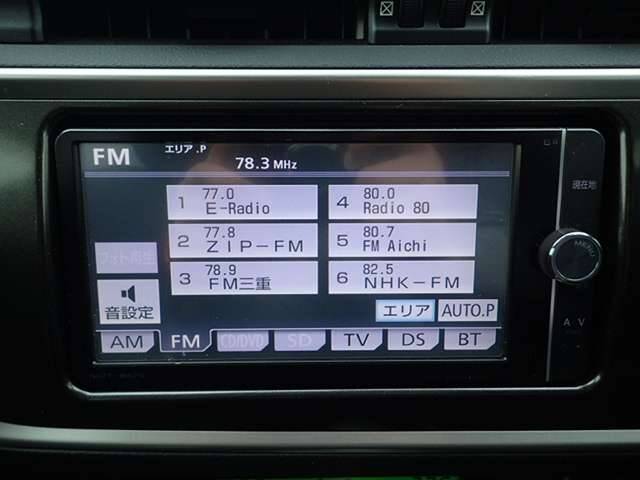 FM エリア.P
78.3 MHz
1 77.0 E-Radio
4 80.0 Radio 80
2 77.8 ZIP-FM
5 80.7 FM Aichi
3 78.9 FM三重
6 82.5 NHK-FM
音設定
エリア AUTO.P
AM FM CD/DVD SD TV DS BT
現在地
MENU
∧ ∨